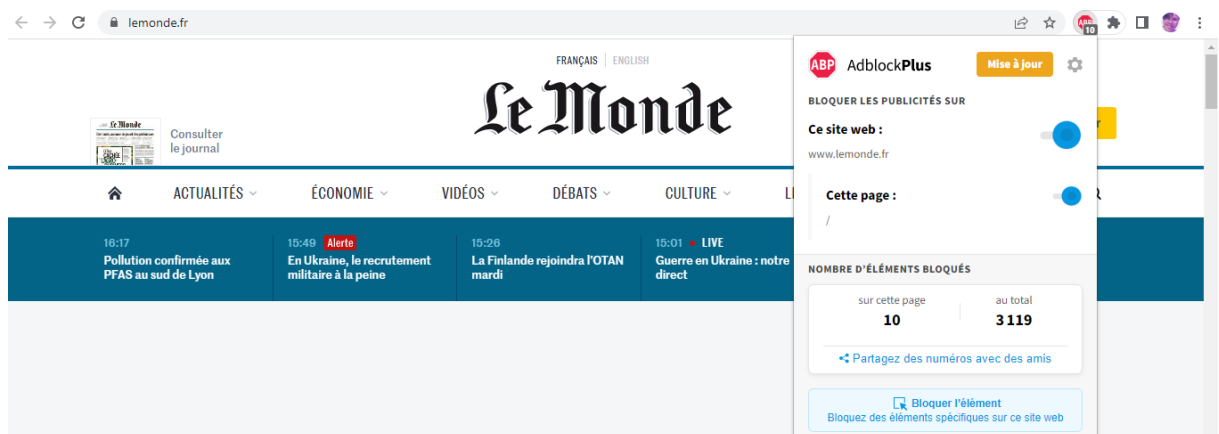 lemonde.fr
ABP
10
FRANÇAIS ENGLISH
Le Monde
Le Monde
Consulter
le journal
ACTUALITÉS ÉCONOMIE VIDÉOS DÉBATS CULTURE
16:17
Pollution confirmée aux
PFAS au sud de Lyon
15:49 Alerte
En Ukraine, le recrutement
militaire à la peine
15:26
La Finlande rejoindra l'OTAN
mardi
15:01 • LIVE
Guerre en Ukraine : notre
direct
ABP AdblockPlus Mise à jour
BLOQUER LES PUBLICITÉS SUR
Ce site web :
www.lemonde.fr
Cette page :
/
NOMBRE D'ÉLÉMENTS BLOQUÉS
sur cette page
10
au total
3 119
Partagez des numéros avec des amis
Bloquer l'élément
Bloquez des éléments spécifiques sur ce site web